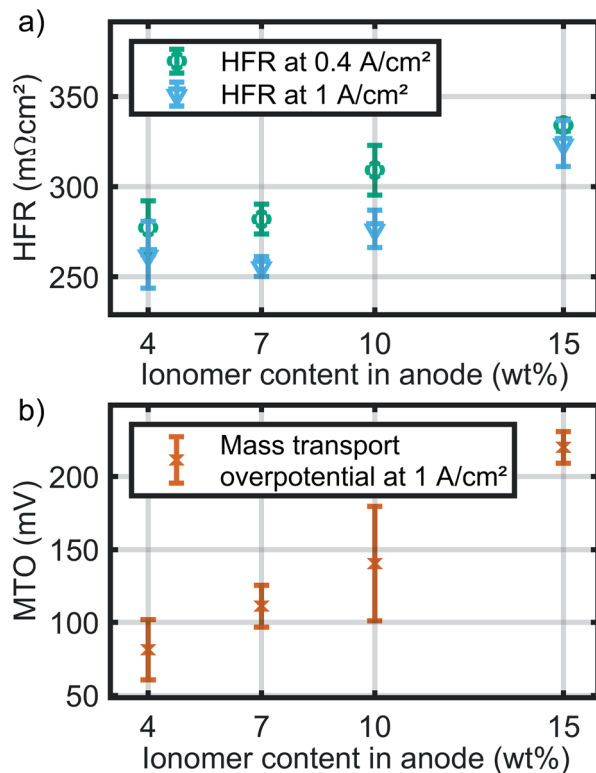 a)
HFR at 0.4 A/cm²
HFR at 1 A/cm²
HFR (mΩcm²)
350
300
250
4 7 10 15
Ionomer content in anode (wt%)
b)
Mass transport
overpotential at 1 A/cm²
MTO (mV)
200
150
100
50
4 7 10 15
Ionomer content in anode (wt%)